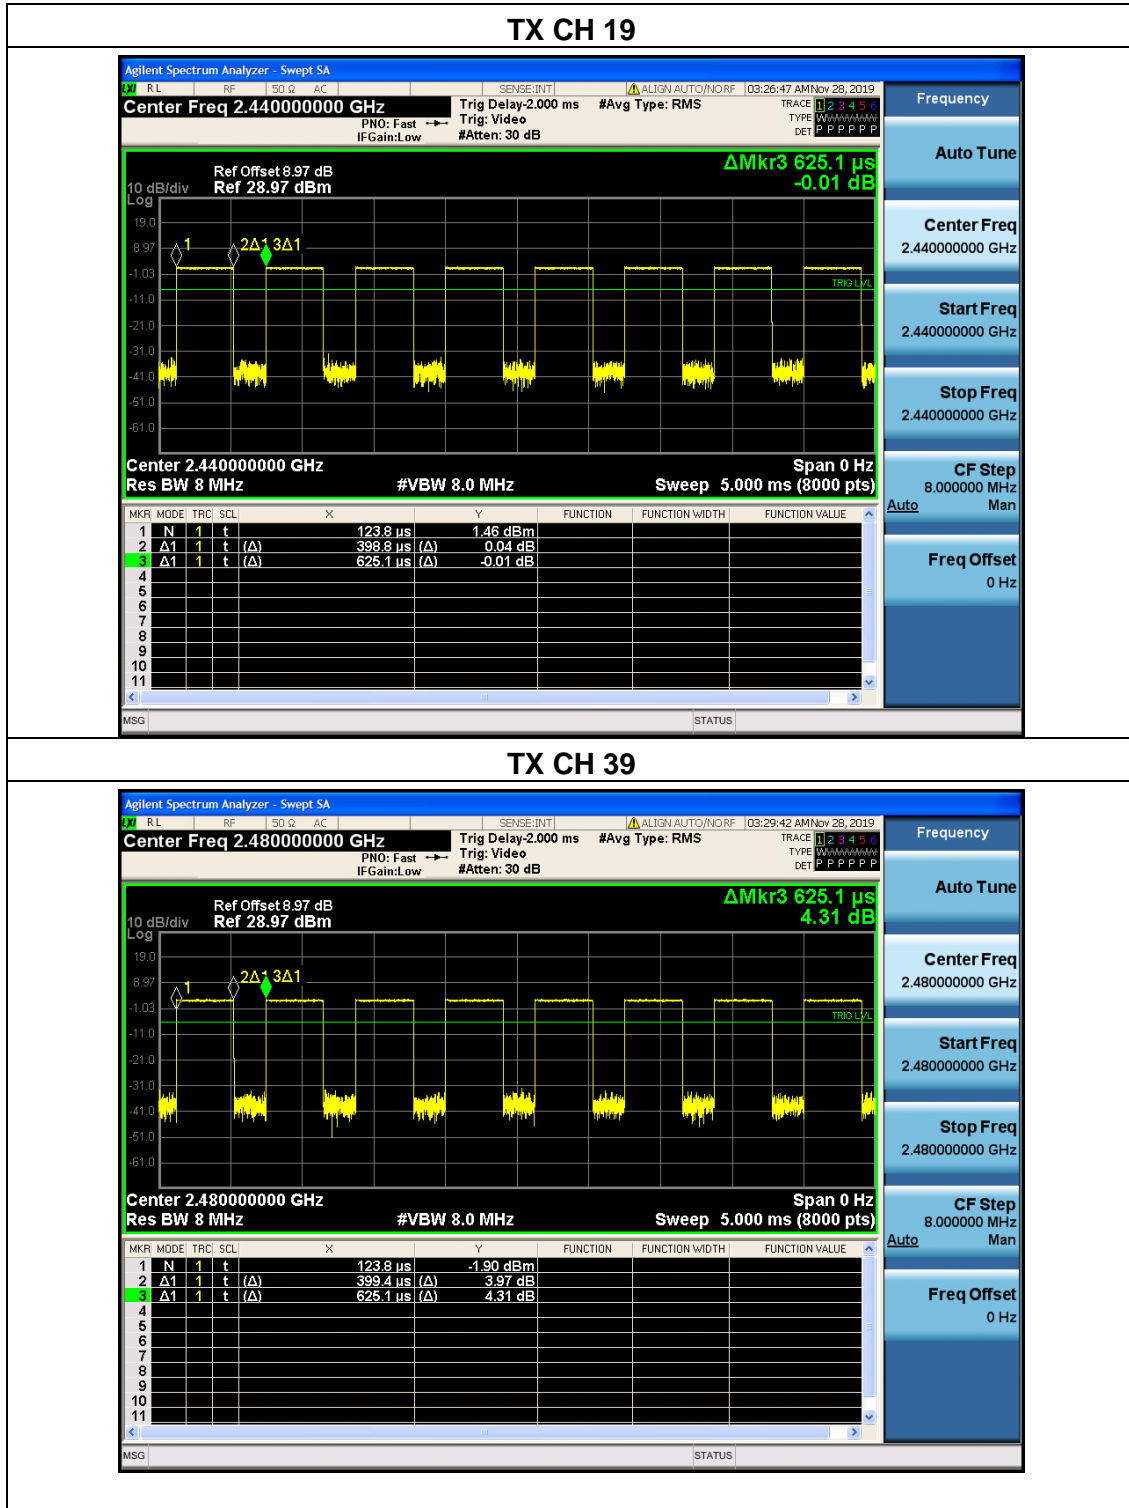 TX CH 19
Agilent Spectrum Analyzer - Swept SA
LXI RL RF 50 Ω AC SENSE:INT ALIGN AUTO/NO RF 03:26:47 AM Nov 28, 2019
Center Freq 2.440000000 GHz
Trig Delay-2.000 ms #Avg Type: RMS
PNO: Fast Trig: Video
IFGain:Low #Atten: 30 dB
TRACE 1 2 3 4 5 6
TYPE
DET P P P P P P
Frequency
ΔMkr3 625.1 µs
-0.01 dB
Ref Offset 8.97 dB
10 dB/div Ref 28.97 dBm
Log
19.0
8.97
-1.03
-11.0
-21.0
-31.0
-41.0
-51.0
-61.0
1 2Δ1 3Δ1
TRIG LVL
Center 2.440000000 GHz Span 0 Hz
Res BW 8 MHz #VBW 8.0 MHz Sweep 5.000 ms (8000 pts)
MKR MODE TRC SCL X Y FUNCTION FUNCTION WIDTH FUNCTION VALUE
1 N 1 t 123.8 µs 1.46 dBm
2 Δ1 1 t (Δ) 398.8 µs (Δ) 0.04 dB
3 Δ1 1 t (Δ) 625.1 µs (Δ) -0.01 dB
4
5
6
7
8
9
10
11
MSG STATUS
Auto Tune
Center Freq
2.440000000 GHz
Start Freq
2.440000000 GHz
Stop Freq
2.440000000 GHz
CF Step
8.000000 MHz
Auto Man
Freq Offset
0 Hz
TX CH 39
Agilent Spectrum Analyzer - Swept SA
LXI RL RF 50 Ω AC SENSE:INT ALIGN AUTO/NO RF 03:29:42 AM Nov 28, 2019
Center Freq 2.480000000 GHz
Trig Delay-2.000 ms #Avg Type: RMS
PNO: Fast Trig: Video
IFGain:Low #Atten: 30 dB
TRACE 1 2 3 4 5 6
TYPE
DET P P P P P P
Frequency
ΔMkr3 625.1 µs
4.31 dB
Ref Offset 8.97 dB
10 dB/div Ref 28.97 dBm
Log
19.0
8.97
-1.03
-11.0
-21.0
-31.0
-41.0
-51.0
-61.0
1 2Δ1 3Δ1
TRIG LVL
Center 2.480000000 GHz Span 0 Hz
Res BW 8 MHz #VBW 8.0 MHz Sweep 5.000 ms (8000 pts)
MKR MODE TRC SCL X Y FUNCTION FUNCTION WIDTH FUNCTION VALUE
1 N 1 t 123.8 µs -1.90 dBm
2 Δ1 1 t (Δ) 399.4 µs (Δ) 3.97 dB
3 Δ1 1 t (Δ) 625.1 µs (Δ) 4.31 dB
4
5
6
7
8
9
10
11
MSG STATUS
Auto Tune
Center Freq
2.480000000 GHz
Start Freq
2.480000000 GHz
Stop Freq
2.480000000 GHz
CF Step
8.000000 MHz
Auto Man
Freq Offset
0 Hz